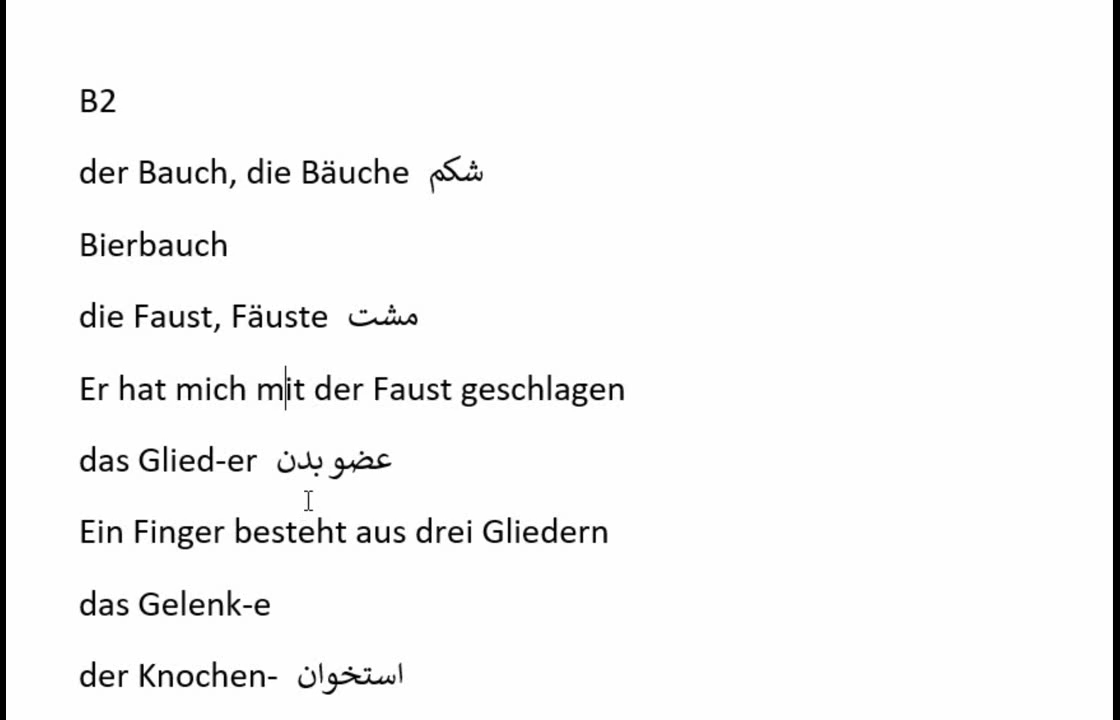 B2
der Bauch, die Bäuche شکم
Bierbauch
die Faust, Fäuste مشت
Er hat mich mit der Faust geschlagen
das Glied-er عضو بدن
Ein Finger besteht aus drei Gliedern
das Gelenk-e
der Knochen- استخوان